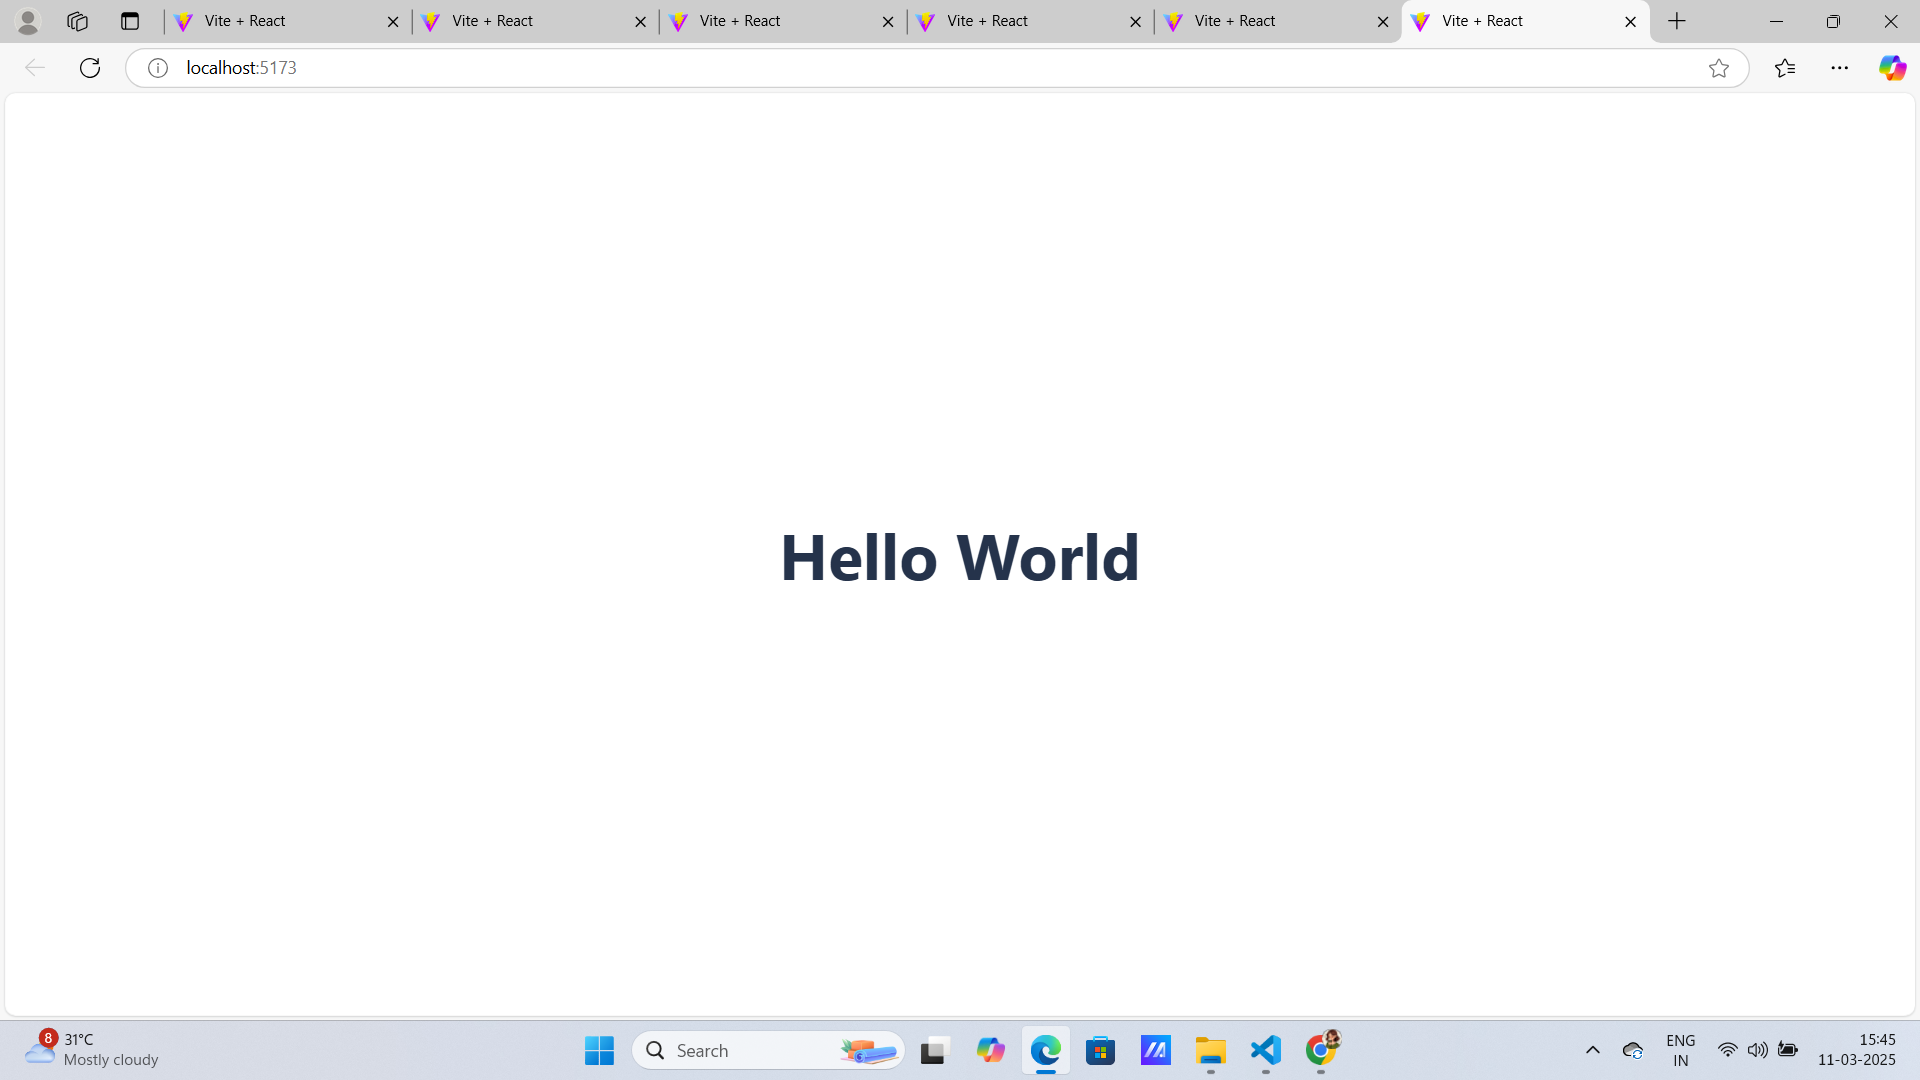 Vite + React
Vite + React
Vite + React
Vite + React
Vite + React
Vite + React
localhost:5173
Hello World
8
31°C
Mostly cloudy
Search
ENG
IN
15:45
11-03-2025